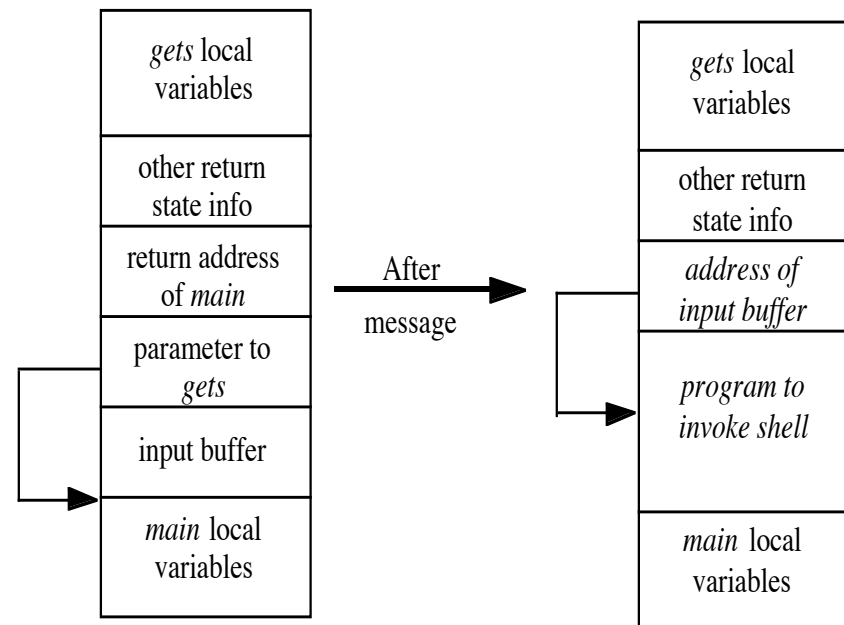 gets local
variables
other return
state info
return address
of main
parameter to
gets
input buffer
main local
variables
After
message
gets local
variables
other return
state info
address of
input buffer
program to
invoke shell
main local
variables